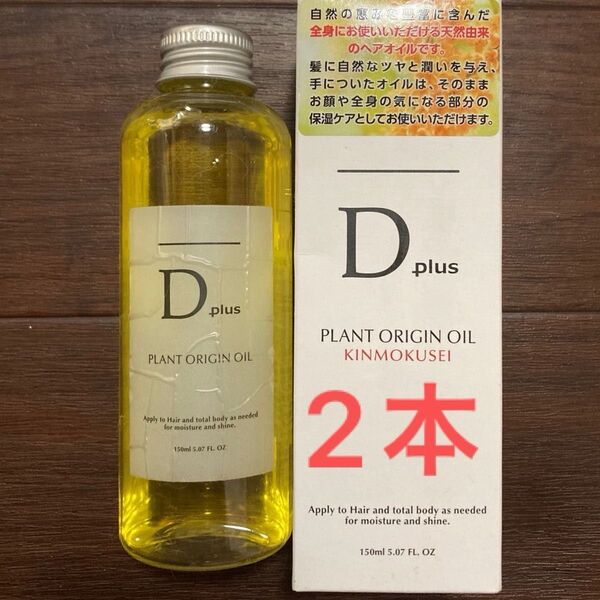 D.plus
PLANT ORIGIN OIL
Apply to Hair and total body as needed
for moisture and shine.
150ml 5.07 FL. OZ
自然の恵みを豊富に含んだ
全身にお使いいただける天然由来
のヘアオイルです。
髪に自然なツヤと潤いを与え、
手についたオイルは、そのまま
お顔や全身の気になる部分の
保湿ケアとしてお使いいただけます。
D.plus
PLANT ORIGIN OIL
KINMOKUSEI
2本
Apply to Hair and total body as needed
for moisture and shine.
150ml 5.07 FL. OZ